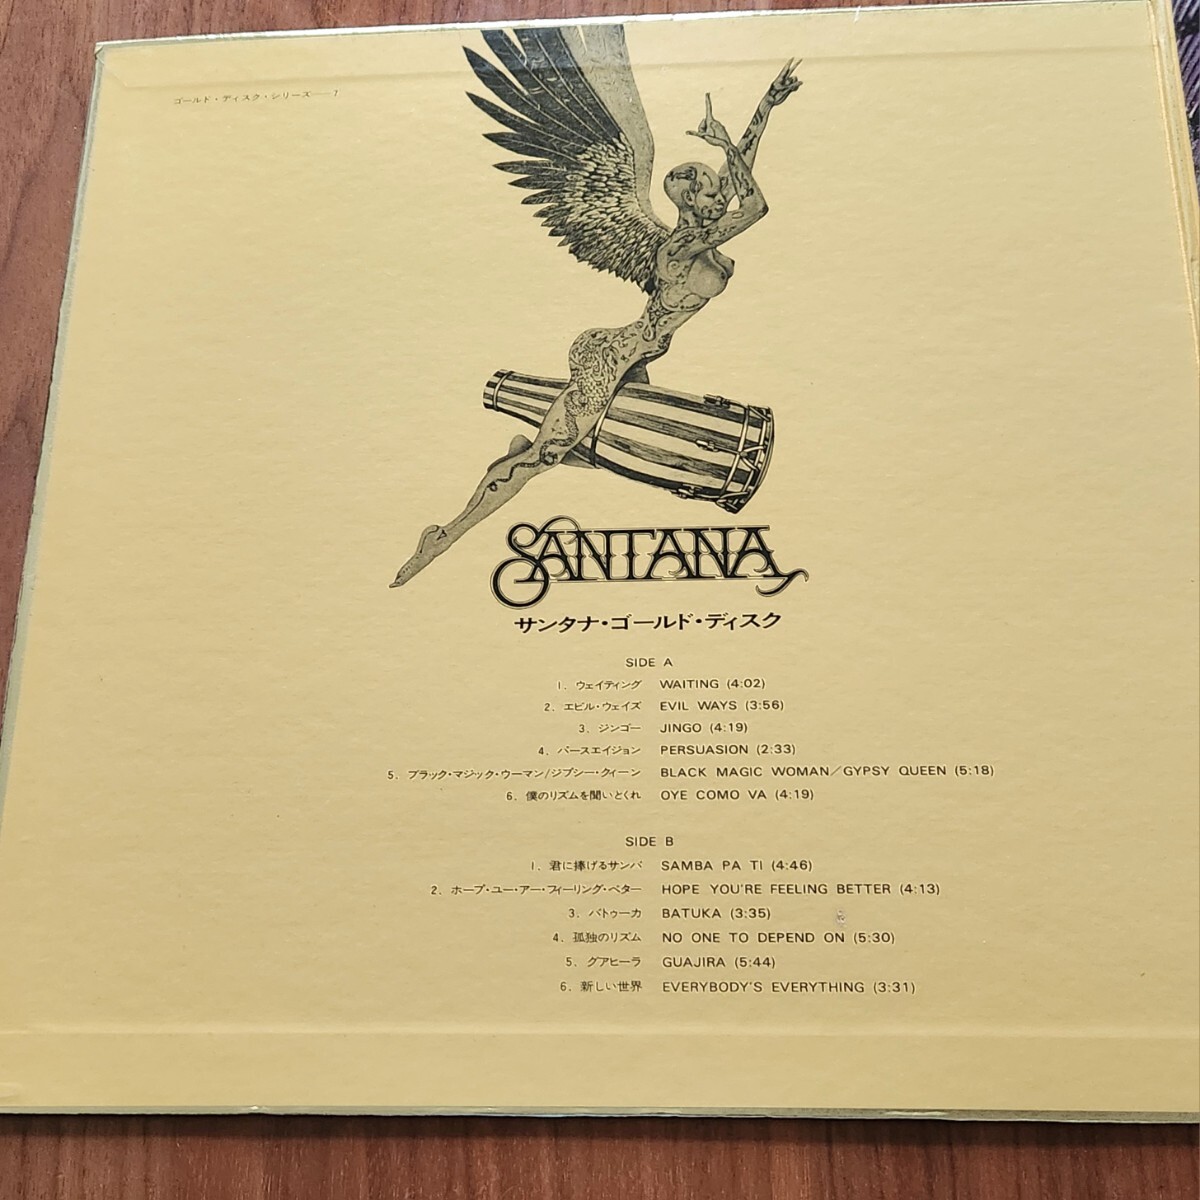 ゴールド・ディスク・シリーズ——1
SANTANA
サンタナ・ゴールド・ディスク
SIDE A
1. ウェイティング WAITING (4:02)
2. エビル・ウェイズ EVIL WAYS (3:56)
3. ジンゴー JINGO (4:19)
4. パースエイジョン PERSUASION (2:33)
5. ブラック・マジック・ウーマン/ジプシー・クィーン BLACK MAGIC WOMAN/GYPSY QUEEN (5:18)
6. 僕のリズムを聞いとくれ OYE COMO VA (4:19)
SIDE B
1. 君に捧げるサンバ SAMBA PA TI (4:46)
2. ホープ・ユー・アー・フィーリング・ベター HOPE YOU'RE FEELING BETTER (4:13)
3. バトゥーカ BATUKA (3:35)
4. 孤独のリズム NO ONE TO DEPEND ON (5:30)
5. グアヒーラ GUAJIRA (5:44)
6. 新しい世界 EVERYBODY'S EVERYTHING (3:31)